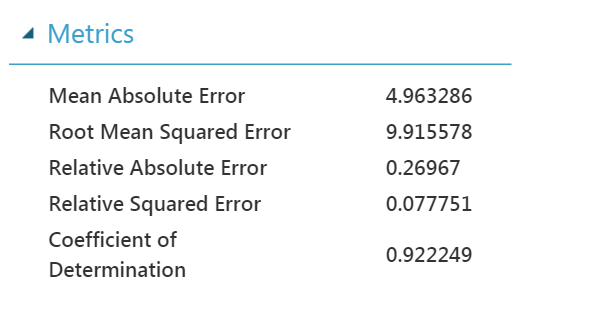 Metrics
Mean Absolute Error 4.963286
Root Mean Squared Error 9.915578
Relative Absolute Error 0.26967
Relative Squared Error 0.077751
Coefficient of
Determination 0.922249